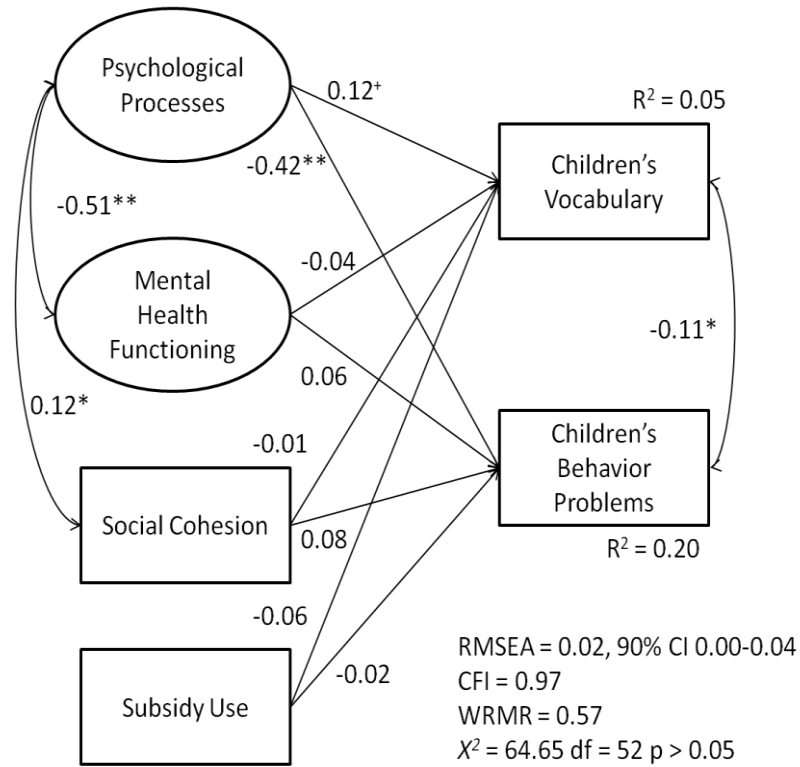 Psychological
Processes
0.12⁺
R² = 0.05
Children's
Vocabulary
-0.42**
-0.51**
-0.04
Mental
Health
Functioning
-0.11*
0.06
0.12*
Children's
Behavior
Problems
-0.01
Social Cohesion
0.08
R² = 0.20
-0.06
-0.02
Subsidy Use
RMSEA = 0.02, 90% CI 0.00-0.04
CFI = 0.97
WRMR = 0.57
X² = 64.65 df = 52 p > 0.05